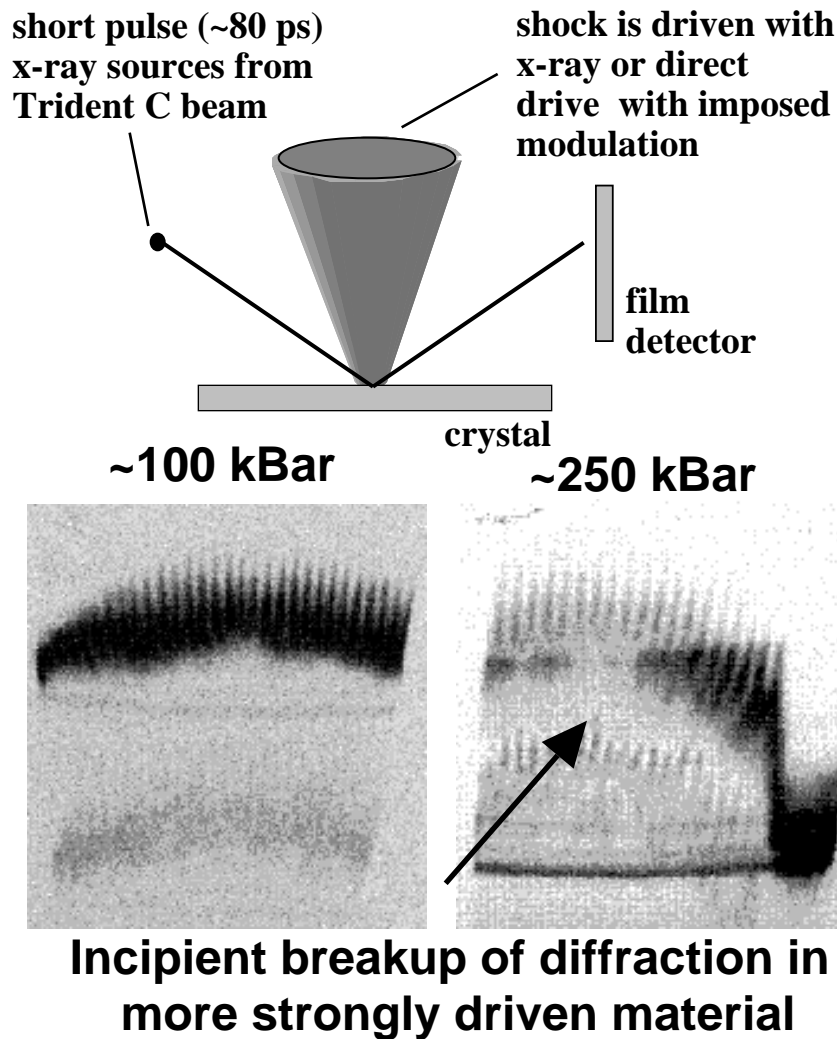 short pulse (~80 ps)
x-ray sources from
Trident C beam
shock is driven with
x-ray or direct
drive with imposed
modulation
film
detector
crystal
~100 kBar
~250 kBar
Incipient breakup of diffraction in
more strongly driven material